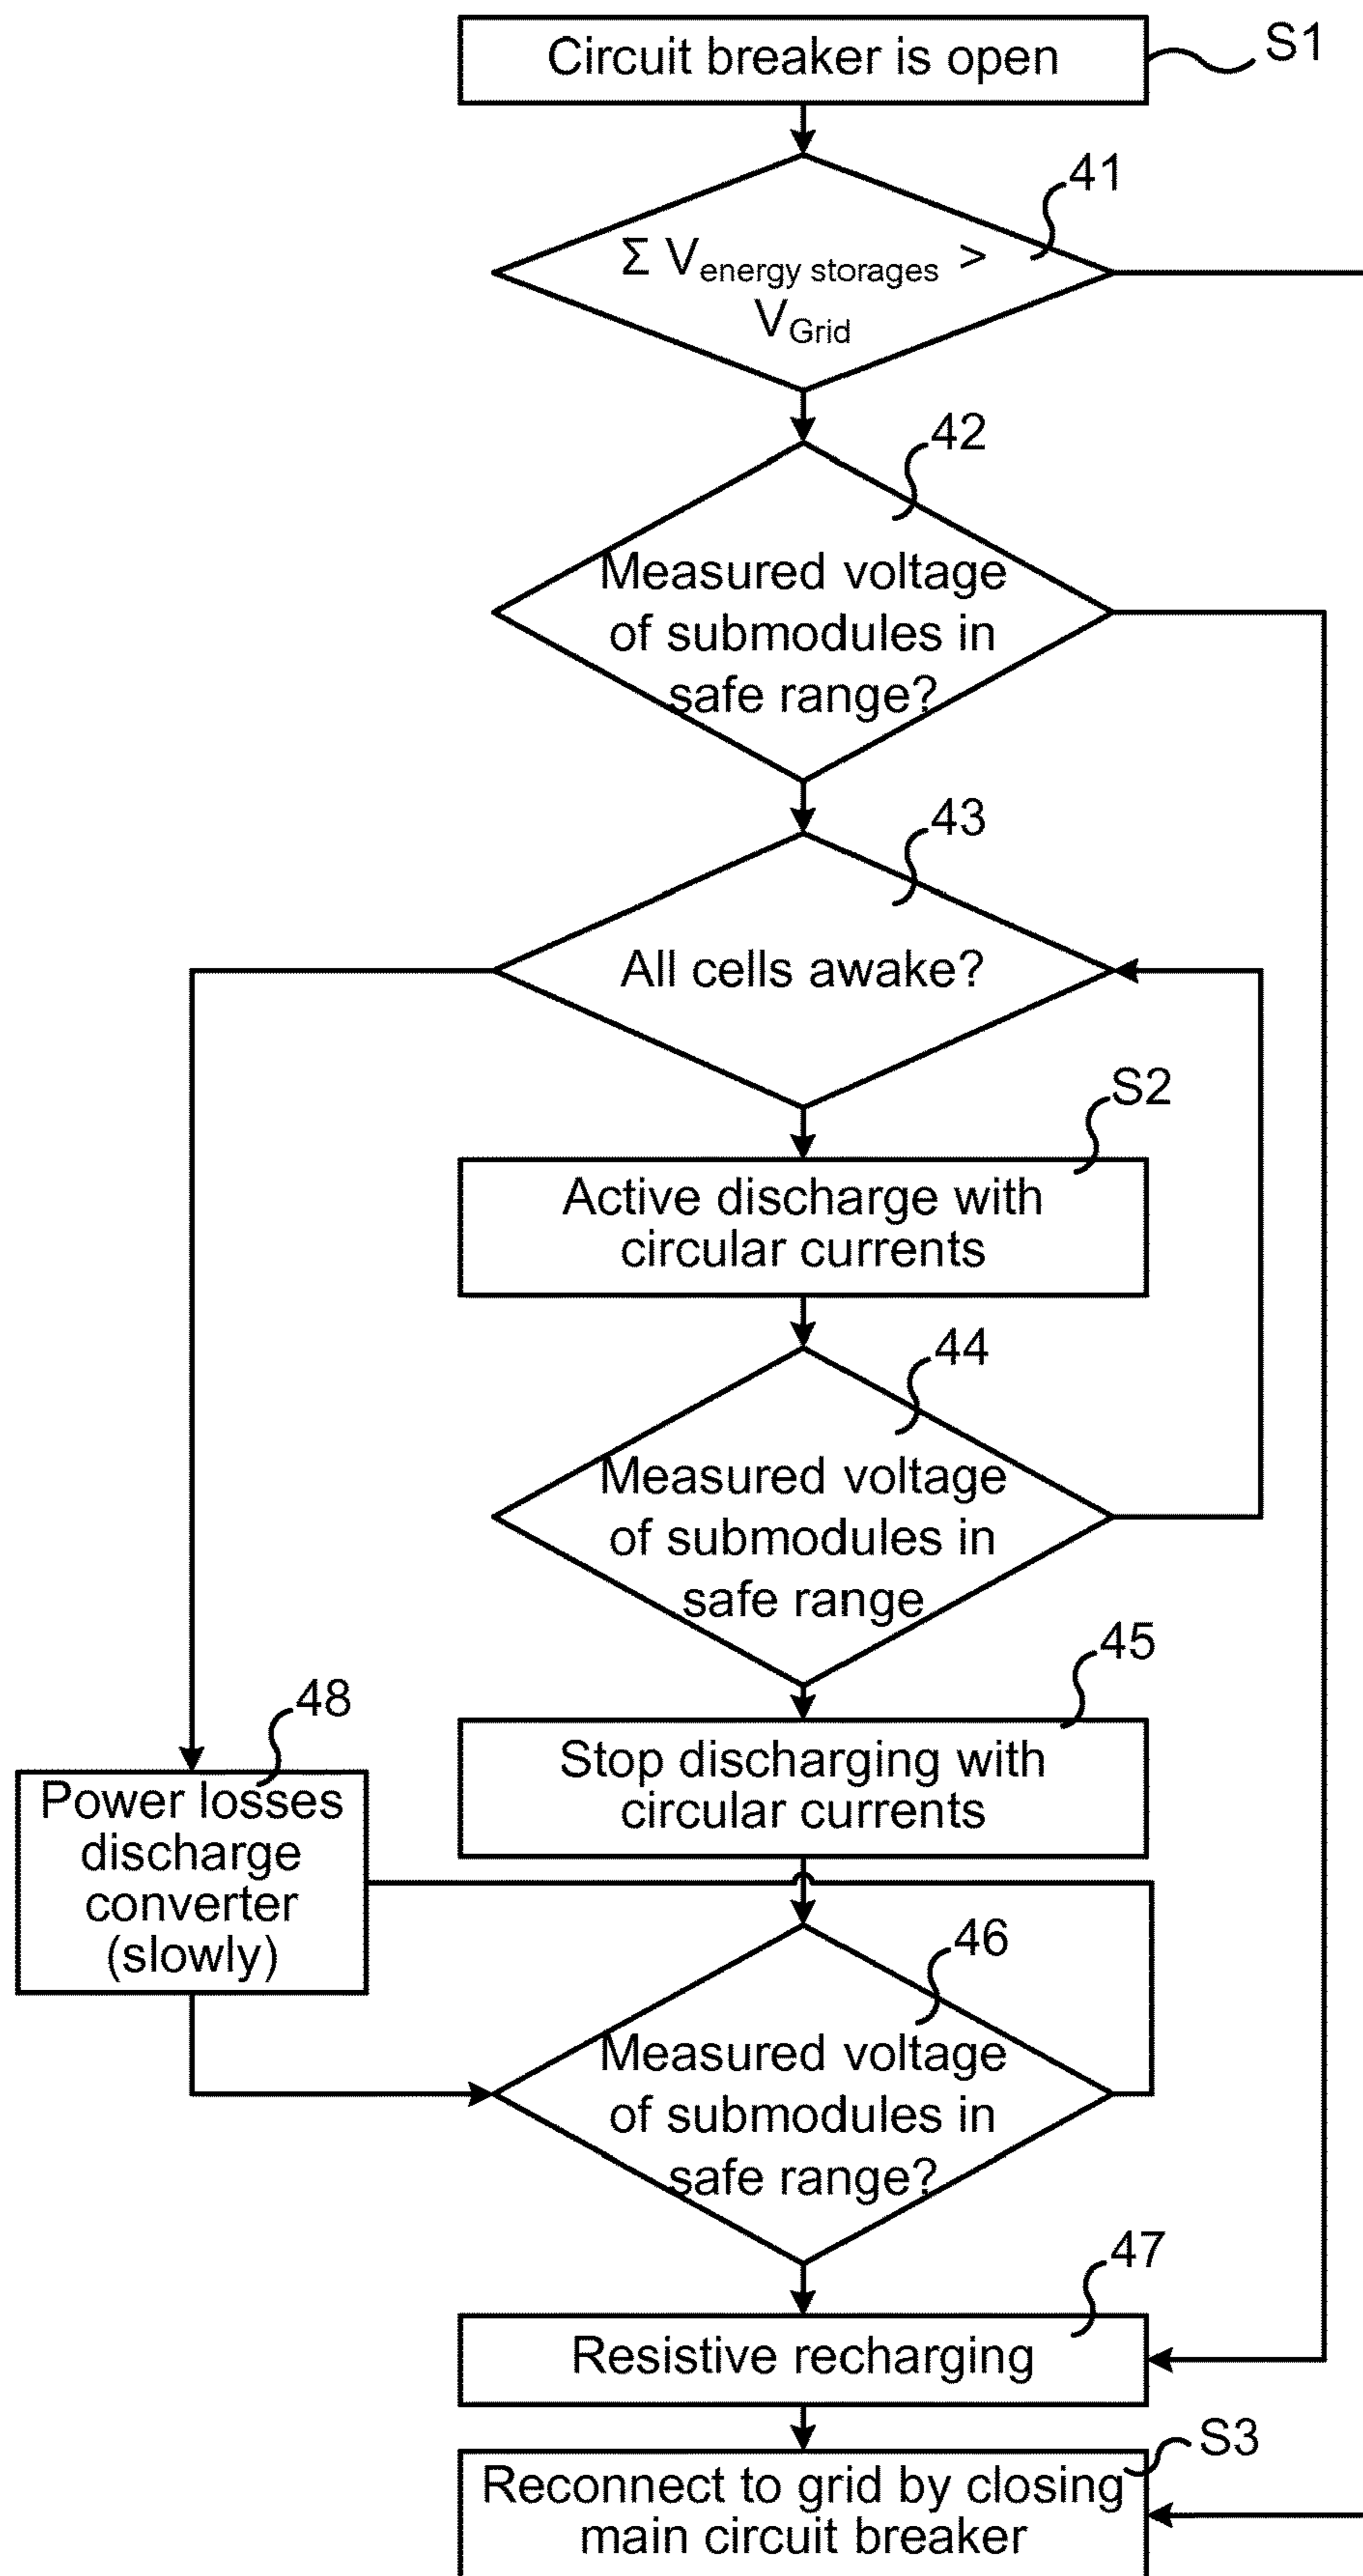 Circuit breaker is open
S1
41
Σ Venergy storages >
VGrid
42
Measured voltage
of submodules in
safe range?
43
All cells awake?
S2
Active discharge with
circular currents
44
Measured voltage
of submodules in
safe range
45
Stop discharging with
circular currents
48
Power losses
discharge
converter
(slowly)
46
Measured voltage
of submodules in
safe range?
47
Resistive recharging
S3
Reconnect to grid by closing
main circuit breaker